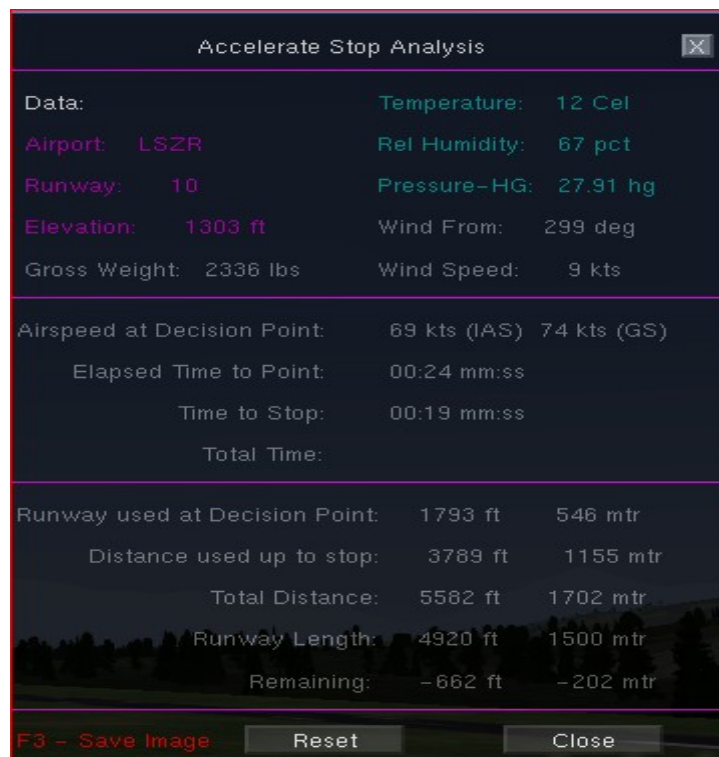 Accelerate Stop Analysis X
Data: Temperature: 12 Cel
Airport: LSZR Rel Humidity: 67 pct
Runway: 10 Pressure-HG: 27.91 hg
Elevation: 1303 ft Wind From: 299 deg
Gross Weight: 2336 lbs Wind Speed: 9 kts
Airspeed at Decision Point: 69 kts (IAS) 74 kts (GS)
Elapsed Time to Point: 00:24 mm:ss
Time to Stop: 00:19 mm:ss
Total Time:
Runway used at Decision Point: 1793 ft 546 mtr
Distance used up to stop: 3789 ft 1155 mtr
Total Distance: 5582 ft 1702 mtr
Runway Length: 4920 ft 1500 mtr
Remaining: -662 ft -202 mtr
F3 - Save Image Reset Close